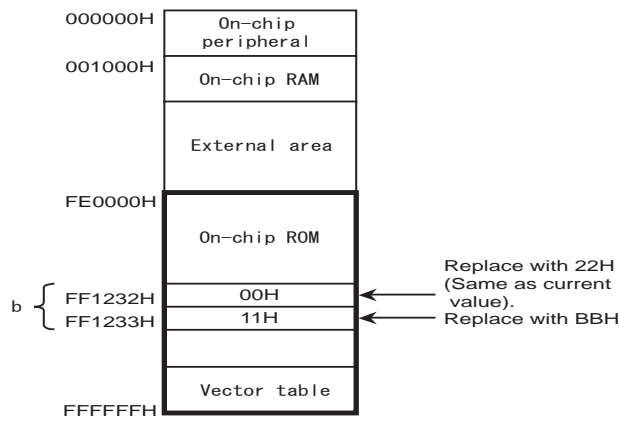 000000H
On-chip
peripheral
001000H
On-chip RAM
External area
FE0000H
On-chip ROM
Replace with 22H
(Same as current
value).
b
FF1232H
00H
FF1233H
11H
Replace with BBH
Vector table
FFFFFFH